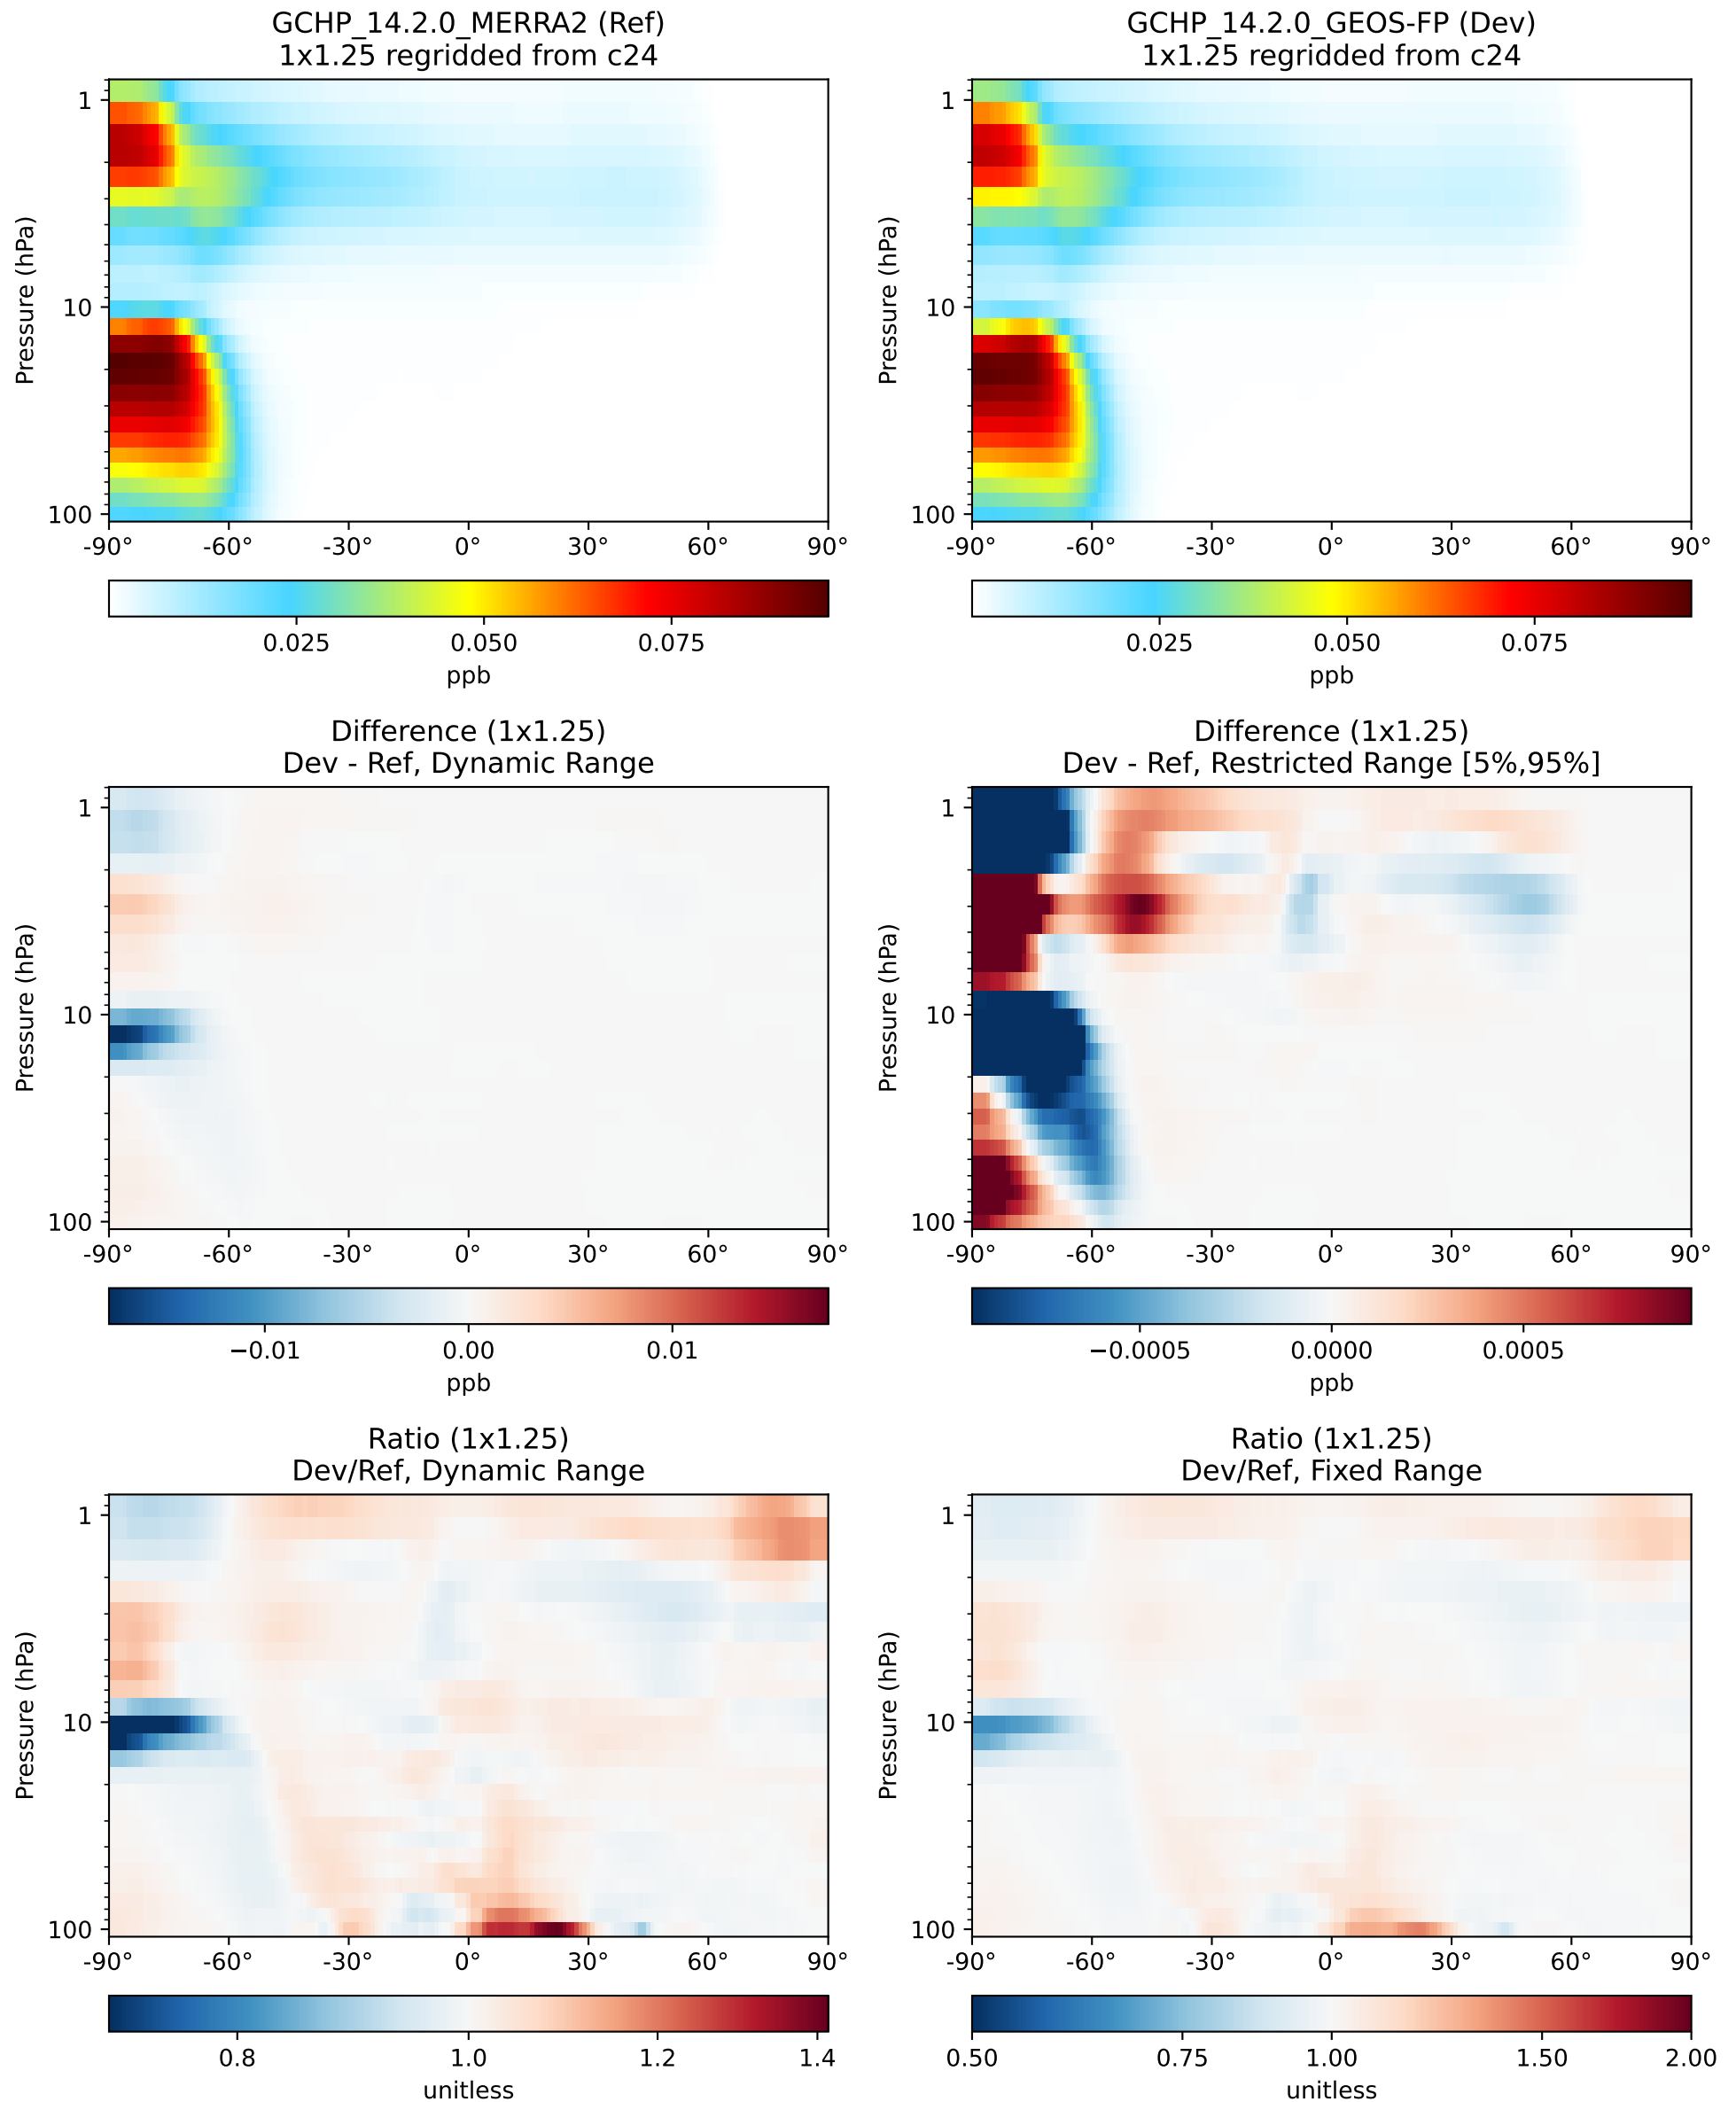 GCHP_14.2.0_MERRA2 (Ref)
1x1.25 regridded from c24
Pressure (hPa)
1
10
100
-90° -60° -30° 0° 30° 60° 90°
0.025 0.050 0.075
ppb
GCHP_14.2.0_GEOS-FP (Dev)
1x1.25 regridded from c24
Pressure (hPa)
1
10
100
-90° -60° -30° 0° 30° 60° 90°
0.025 0.050 0.075
ppb
Difference (1x1.25)
Dev - Ref, Dynamic Range
Pressure (hPa)
1
10
100
-90° -60° -30° 0° 30° 60° 90°
−0.01 0.00 0.01
ppb
Difference (1x1.25)
Dev - Ref, Restricted Range [5%,95%]
Pressure (hPa)
1
10
100
-90° -60° -30° 0° 30° 60° 90°
−0.0005 0.0000 0.0005
ppb
Ratio (1x1.25)
Dev/Ref, Dynamic Range
Pressure (hPa)
1
10
100
-90° -60° -30° 0° 30° 60° 90°
0.8 1.0 1.2 1.4
unitless
Ratio (1x1.25)
Dev/Ref, Fixed Range
Pressure (hPa)
1
10
100
-90° -60° -30° 0° 30° 60° 90°
0.50 0.75 1.00 1.50 2.00
unitless